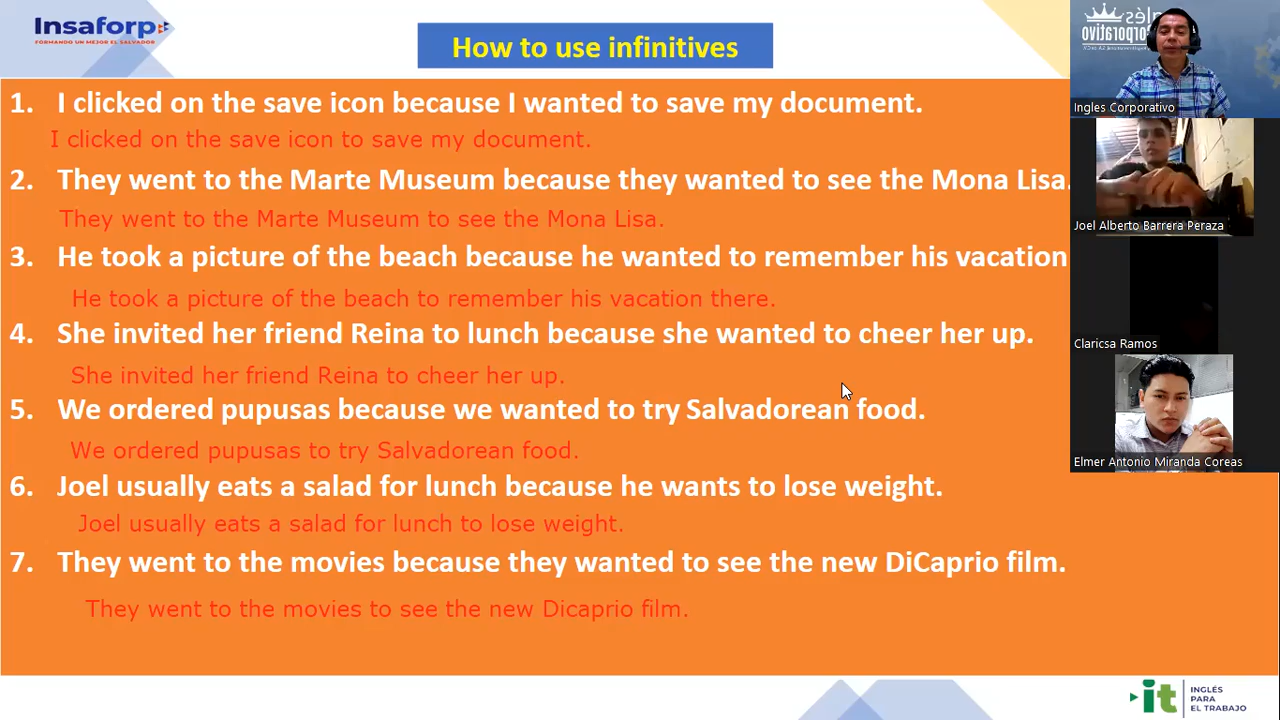 Insaforp
FORMANDO UN MEJOR EL SALVADOR
How to use infinitives
1. I clicked on the save icon because I wanted to save my document.
I clicked on the save icon to save my document.
2. They went to the Marte Museum because they wanted to see the Mona Lisa.
They went to the Marte Museum to see the Mona Lisa.
3. He took a picture of the beach because he wanted to remember his vacation
He took a picture of the beach to remember his vacation there.
4. She invited her friend Reina to lunch because she wanted to cheer her up.
She invited her friend Reina to cheer her up.
5. We ordered pupusas because we wanted to try Salvadorean food.
We ordered pupusas to try Salvadorean food.
6. Joel usually eats a salad for lunch because he wants to lose weight.
Joel usually eats a salad for lunch to lose weight.
7. They went to the movies because they wanted to see the new DiCaprio film.
They went to the movies to see the new Dicaprio film.
Ingles Corporativo
Joel Alberto Barrera Peraza
Claricsa Ramos
Elmer Antonio Miranda Coreas
it
INGLÉS
PARA
EL TRABAJO